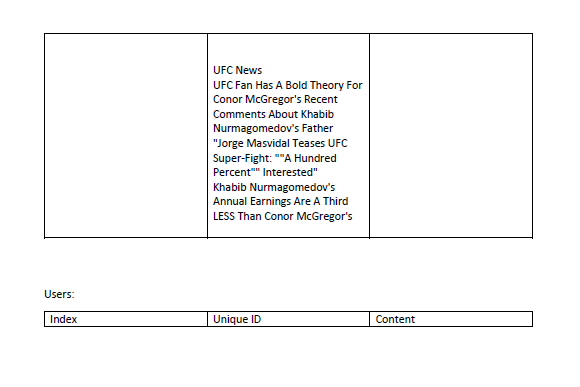 UFC News
UFC Fan Has A Bold Theory For
Conor McGregor's Recent
Comments About Khabib
Nurmagomedov's Father
"Jorge Masvidal Teases UFC
Super-Fight: ""A Hundred
Percent"" Interested"
Khabib Nurmagomedov's
Annual Earnings Are A Third
LESS Than Conor McGregor's
Users:
Index Unique ID Content